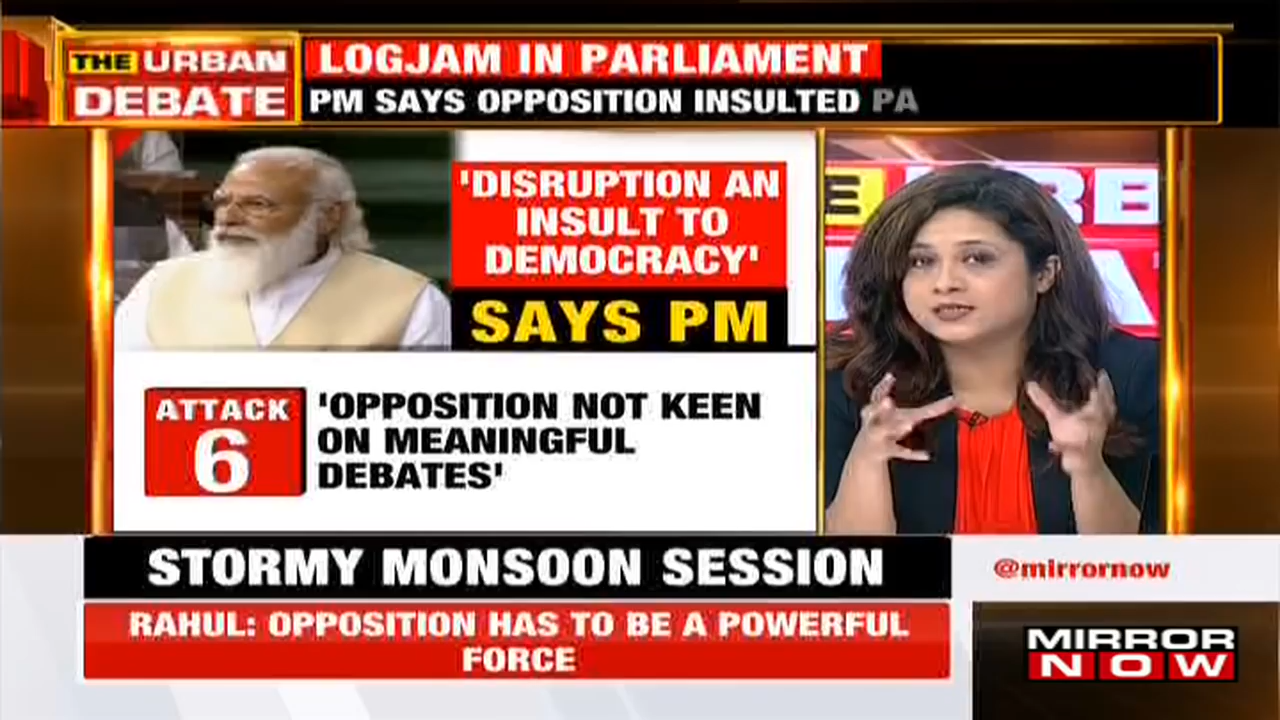 THE URBAN
DEBATE
LOGJAM IN PARLIAMENT
PM SAYS OPPOSITION INSULTED PA
'DISRUPTION AN
INSULT TO
DEMOCRACY'
SAYS PM
ATTACK
6
'OPPOSITION NOT KEEN
ON MEANINGFUL
DEBATES'
STORMY MONSOON SESSION
RAHUL: OPPOSITION HAS TO BE A POWERFUL
FORCE
@mirrornow
MIRROR
NOW